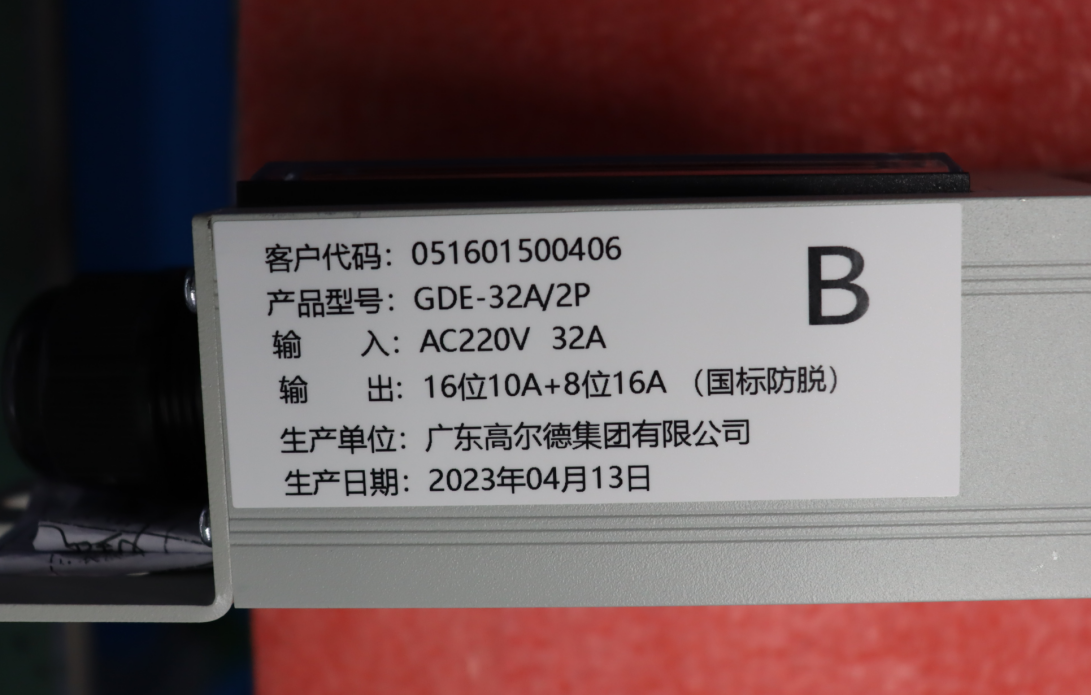 客户代码：051601500406
产品型号：GDE-32A/2P
B
输 入：AC220V 32A
输 出：16位10A+8位16A （国标防脱）
生产单位：广东高尔德集团有限公司
生产日期：2023年04月13日